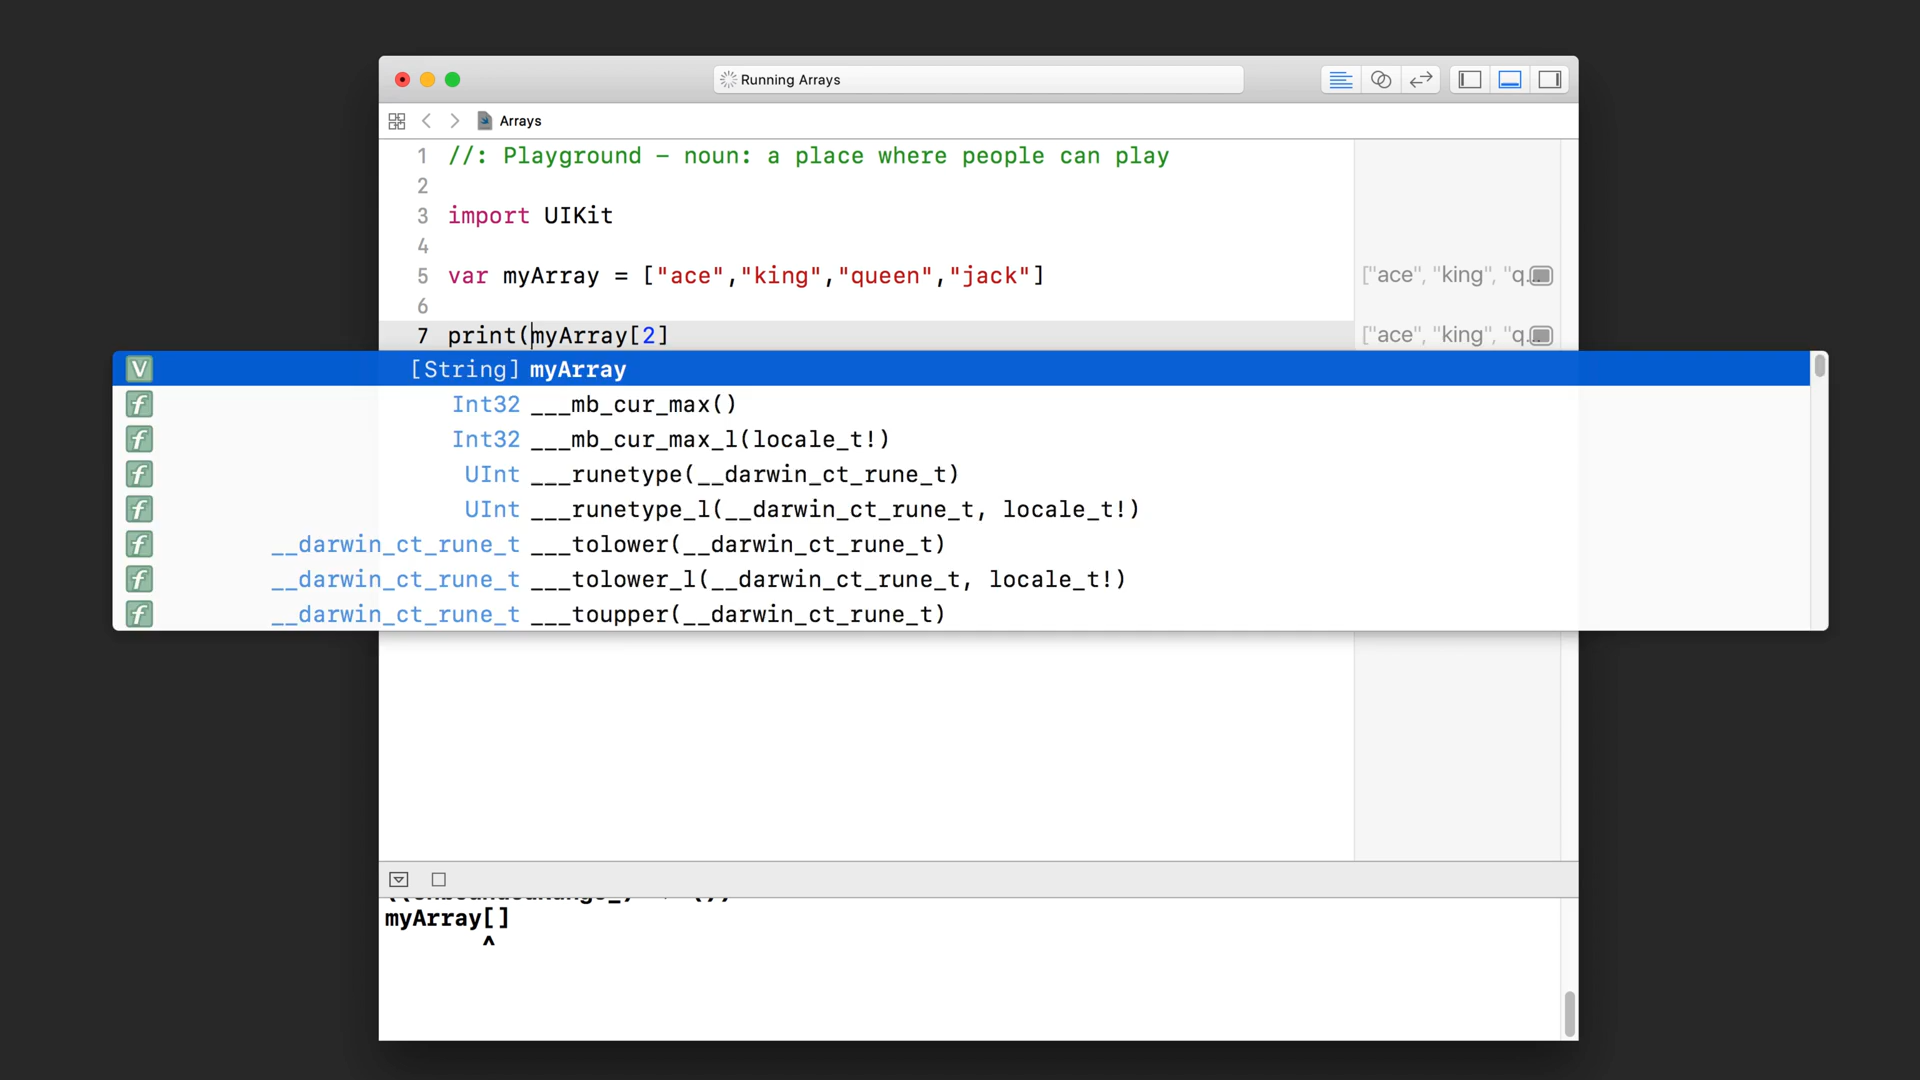 Running Arrays
Arrays
1 //: Playground – noun: a place where people can play
2
3 import UIKit
4
5 var myArray = ["ace","king","queen","jack"]
["ace", "king", "q...
6
7 print(myArray[2]
["ace", "king", "q...
V [String] myArray
f Int32 ___mb_cur_max()
f Int32 ___mb_cur_max_l(locale_t!)
f UInt ___runetype(__darwin_ct_rune_t)
f UInt ___runetype_l(__darwin_ct_rune_t, locale_t!)
f __darwin_ct_rune_t ___tolower(__darwin_ct_rune_t)
f __darwin_ct_rune_t ___tolower_l(__darwin_ct_rune_t, locale_t!)
f __darwin_ct_rune_t ___toupper(__darwin_ct_rune_t)
myArray[]
^